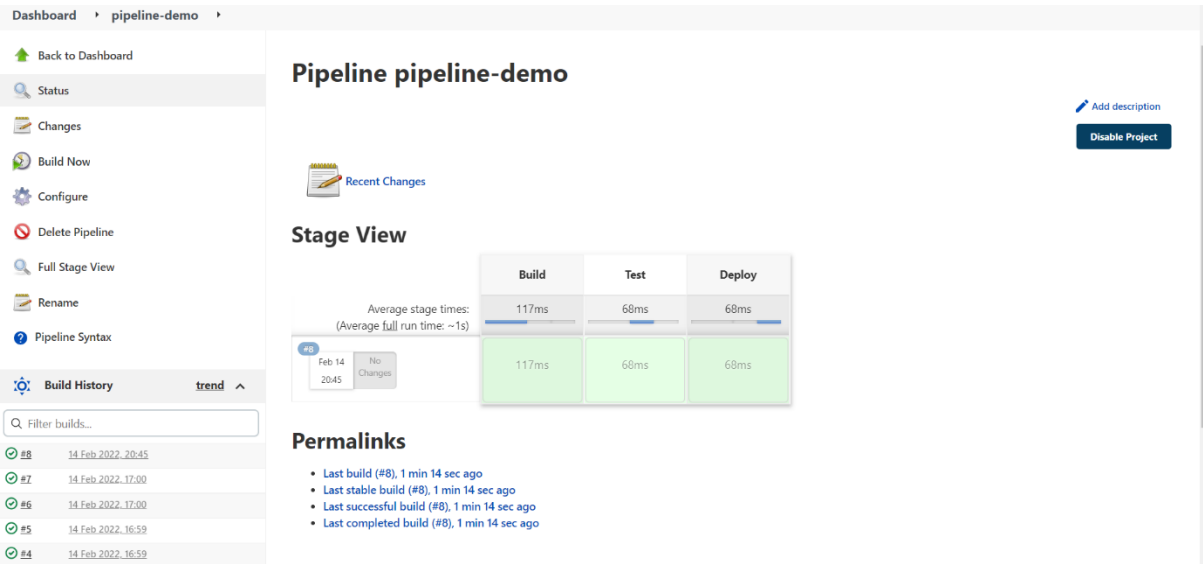 Dashboard pipeline-demo
Back to Dashboard
Status
Changes
Build Now
Configure
Delete Pipeline
Full Stage View
Rename
Pipeline Syntax
Build History trend
Filter builds...
#8 14 Feb 2022, 20:45
#7 14 Feb 2022, 17:00
#6 14 Feb 2022, 17:00
#5 14 Feb 2022, 16:59
#4 14 Feb 2022, 16:59
Pipeline pipeline-demo
Add description
Disable Project
Recent Changes
Stage View
Build Test Deploy
Average stage times: 117ms 68ms 68ms
(Average full run time: ~1s)
#8
Feb 14
20:45
No
Changes
117ms 68ms 68ms
Permalinks
Last build (#8), 1 min 14 sec ago
Last stable build (#8), 1 min 14 sec ago
Last successful build (#8), 1 min 14 sec ago
Last completed build (#8), 1 min 14 sec ago